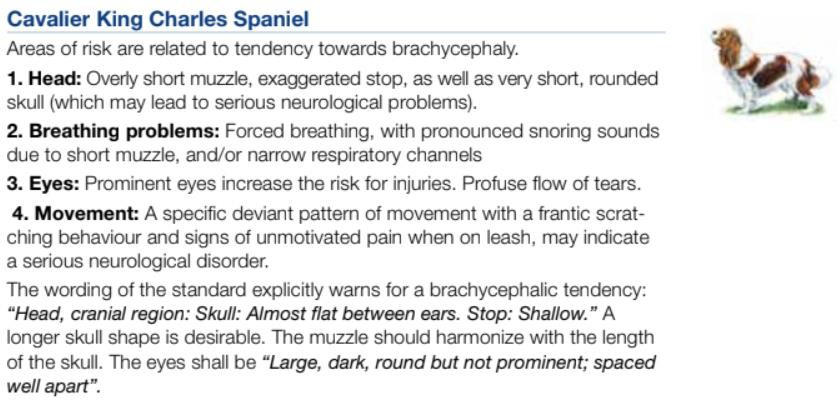 Cavalier King Charles Spaniel
Areas of risk are related to tendency towards brachycephaly.
1. Head: Overly short muzzle, exaggerated stop, as well as very short, rounded
skull (which may lead to serious neurological problems).
2. Breathing problems: Forced breathing, with pronounced snoring sounds
due to short muzzle, and/or narrow respiratory channels
3. Eyes: Prominent eyes increase the risk for injuries. Profuse flow of tears.
4. Movement: A specific deviant pattern of movement with a frantic scrat-
ching behaviour and signs of unmotivated pain when on leash, may indicate
a serious neurological disorder.
The wording of the standard explicitly warns for a brachycephalic tendency:
“Head, cranial region: Skull: Almost flat between ears. Stop: Shallow.” A
longer skull shape is desirable. The muzzle should harmonize with the length
of the skull. The eyes shall be “Large, dark, round but not prominent; spaced
well apart”.